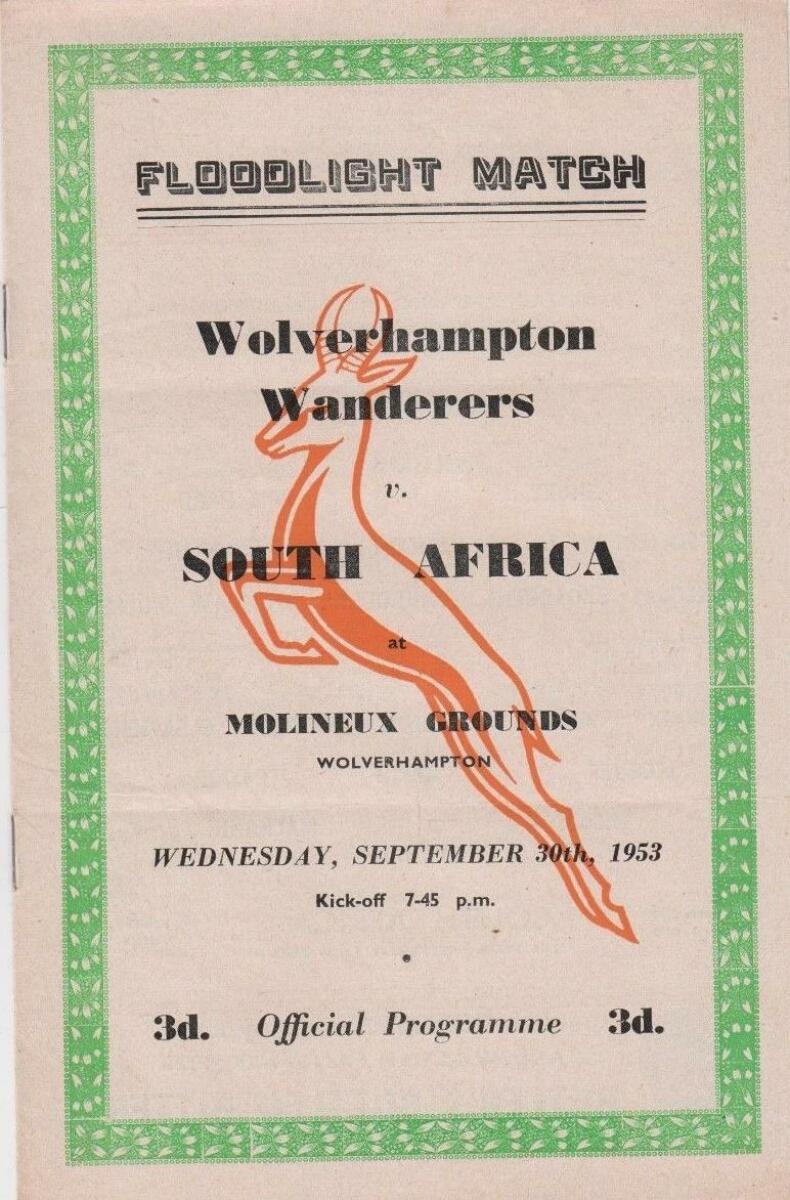 FLOODLIGHT MATCH
Wolverhampton
Wanderers
v.
SOUTH AFRICA
at
MOLINEUX GROUNDS
WOLVERHAMPTON
WEDNESDAY, SEPTEMBER 30th, 1953
Kick-off 7-45 p.m.
3d. Official Programme 3d.